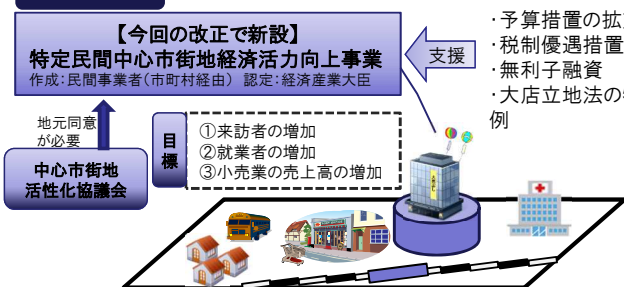 【今回の改正で新設】
特定民間中心市街地経済活力向上事業
作成:民間事業者(市町村経由) 認定:経済産業大臣
支援
・予算措置の拡
・税制優遇措置
・無利子融資
・大店立地法の
例
地元同意
が必要
目標
①来訪者の増加
②就業者の増加
③小売業の売上高の増加
中心市街地
活性化協議会